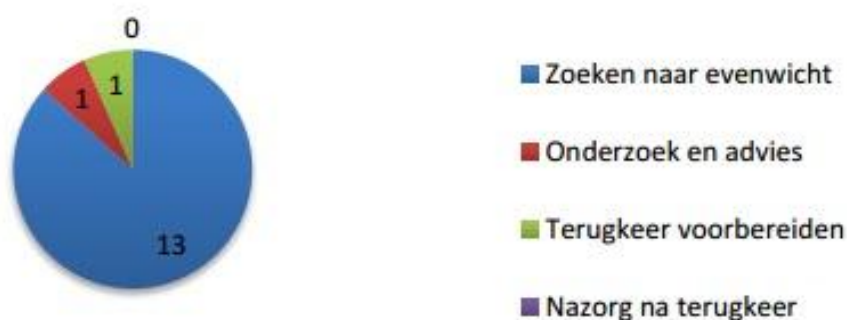 0
1
1
13
Zoeken naar evenwicht
Onderzoek en advies
Terugkeer voorbereiden
Nazorg na terugkeer